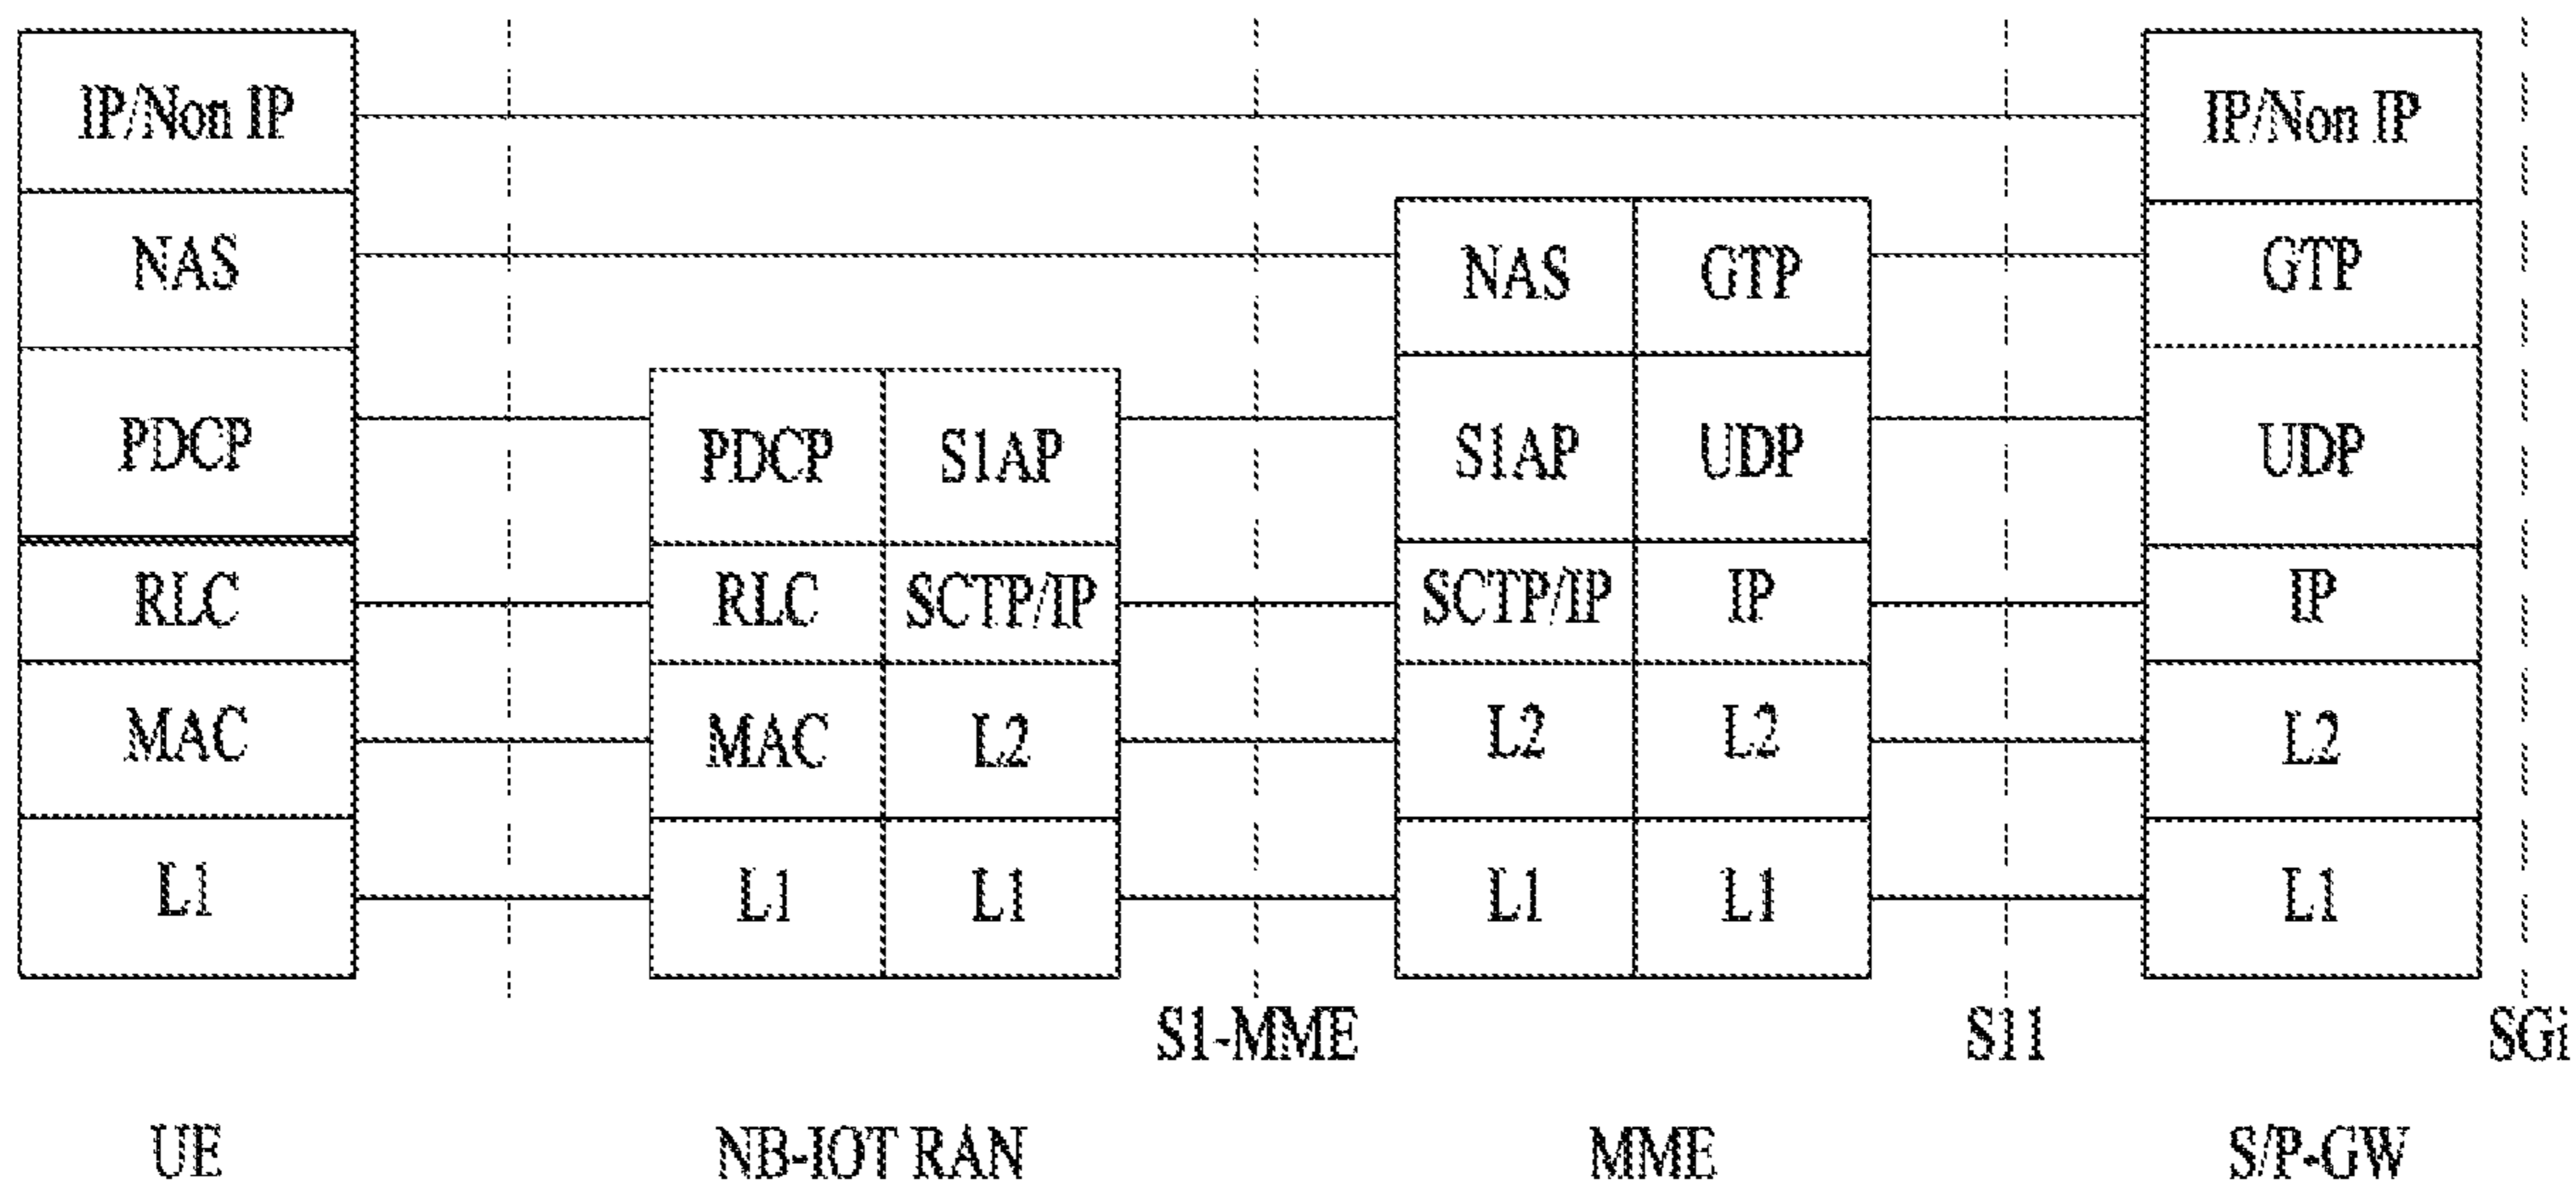 IP/Non IP IP/Non IP
NAS NAS GTP GTP
PDCP PDCP S1AP S1AP UDP UDP
RLC RLC SCTP/IP SCTP/IP IP IP
MAC MAC L2 L2 L2 L2
L1 L1 L1 L1 L1 L1
S1-MME S11 SGi
UE NB-IOT RAN MME S/P-GW